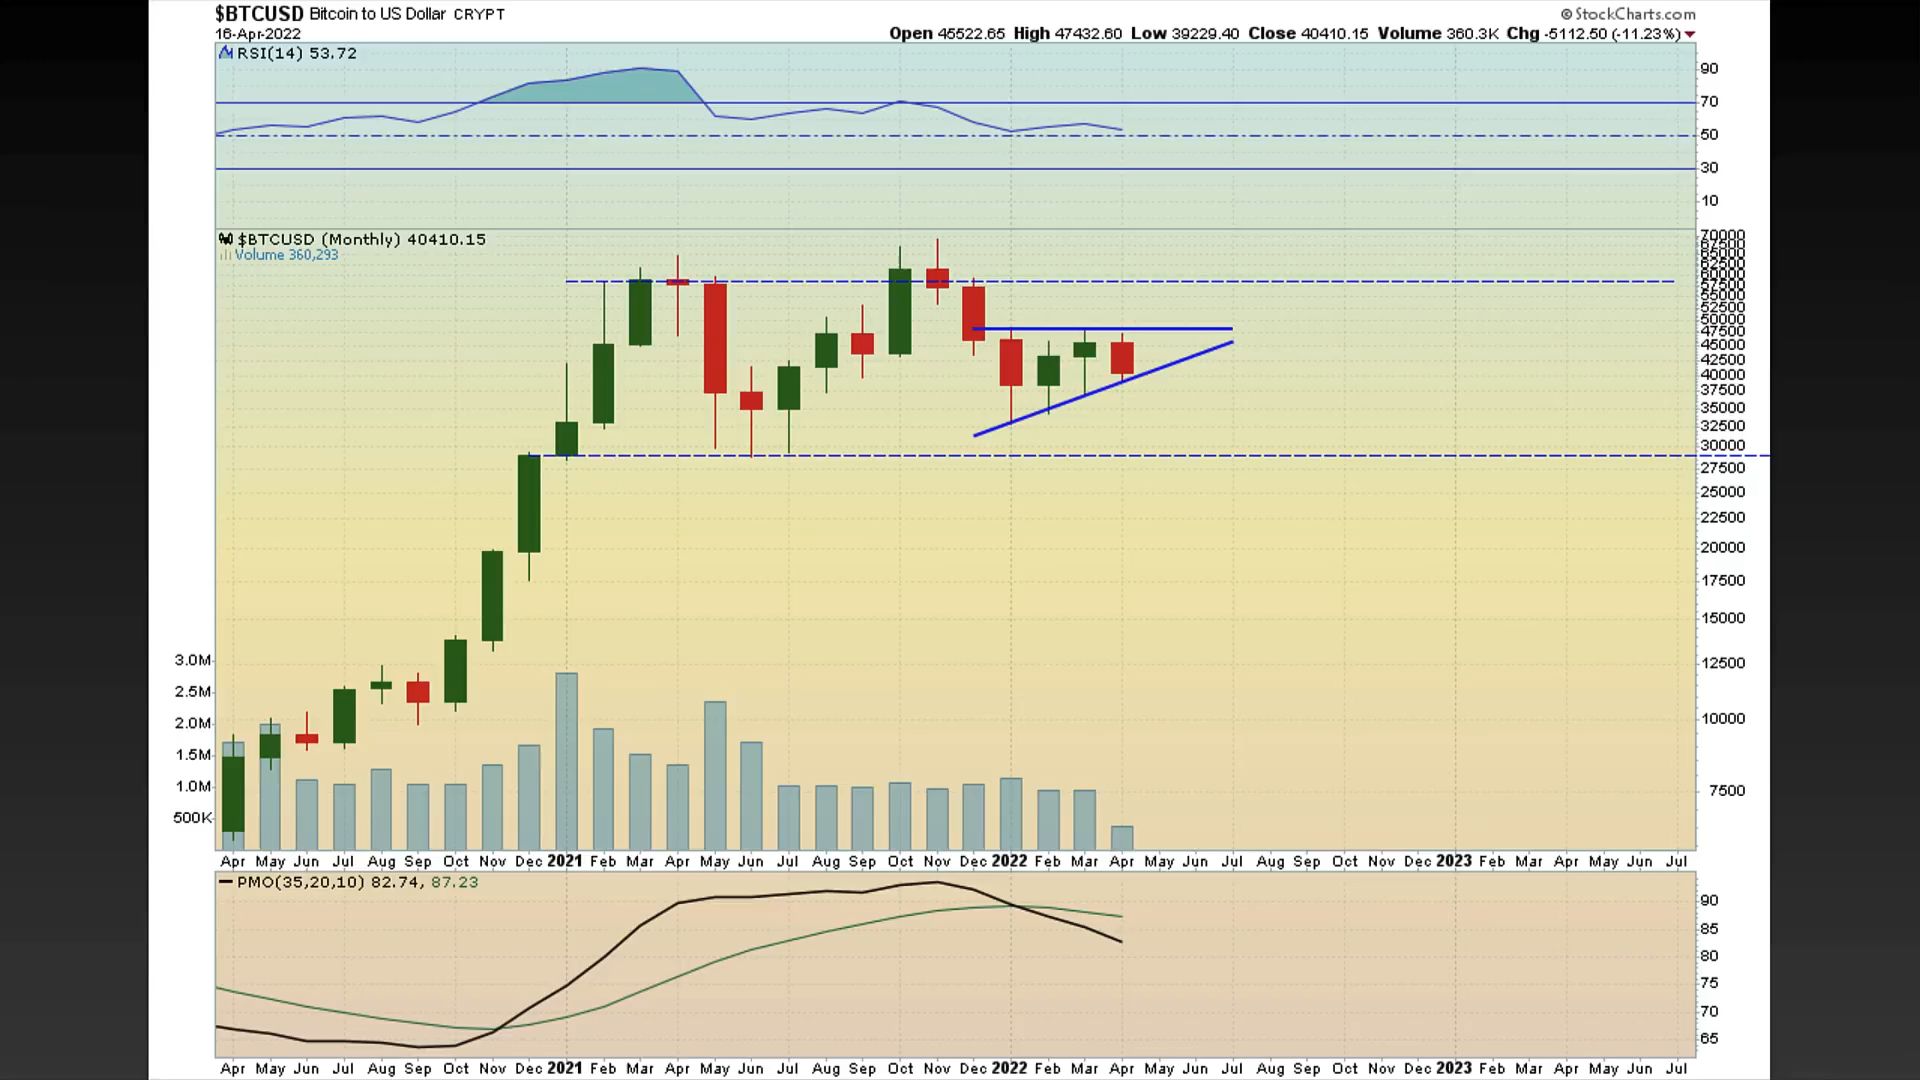 $BTCUSD Bitcoin to US Dollar CRYPT
© StockCharts.com
16-Apr-2022
Open 45522.65 High 47432.60 Low 39229.40 Close 40410.15 Volume 360.3K Chg -5112.50 (-11.23%)
RSI(14) 53.72
90
70
50
30
10
$BTCUSD (Monthly) 40410.15
Volume 360,293
70000
67500
65000
62500
60000
57500
55000
52500
50000
47500
45000
42500
40000
37500
35000
32500
30000
27500
25000
22500
20000
17500
15000
12500
10000
7500
3.0M
2.5M
2.0M
1.5M
1.0M
500K
Apr May Jun Jul Aug Sep Oct Nov Dec 2021 Feb Mar Apr May Jun Jul Aug Sep Oct Nov Dec 2022 Feb Mar Apr May Jun Jul Aug Sep Oct Nov Dec 2023 Feb Mar Apr May Jun Jul
PMO(35,20,10) 82.74, 87.23
90
85
80
75
70
65
Apr May Jun Jul Aug Sep Oct Nov Dec 2021 Feb Mar Apr May Jun Jul Aug Sep Oct Nov Dec 2022 Feb Mar Apr May Jun Jul Aug Sep Oct Nov Dec 2023 Feb Mar Apr May Jun Jul